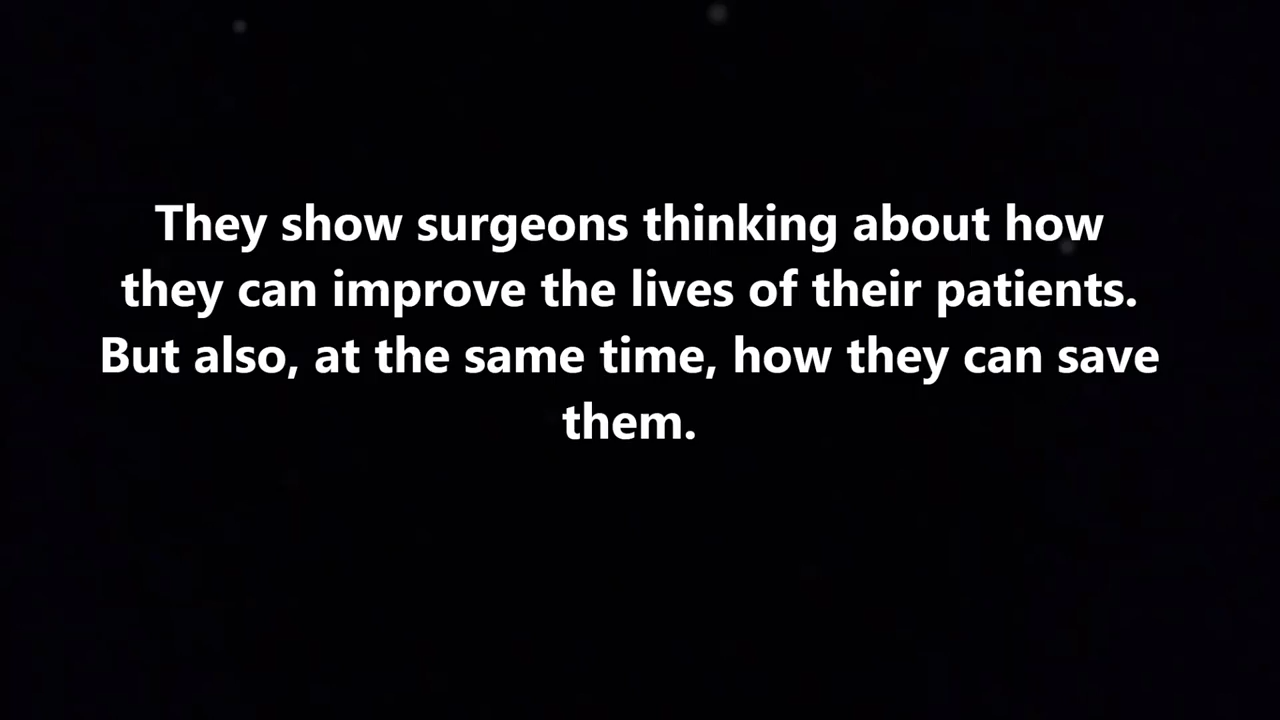 They show surgeons thinking about how
they can improve the lives of their patients.
But also, at the same time, how they can save
them.